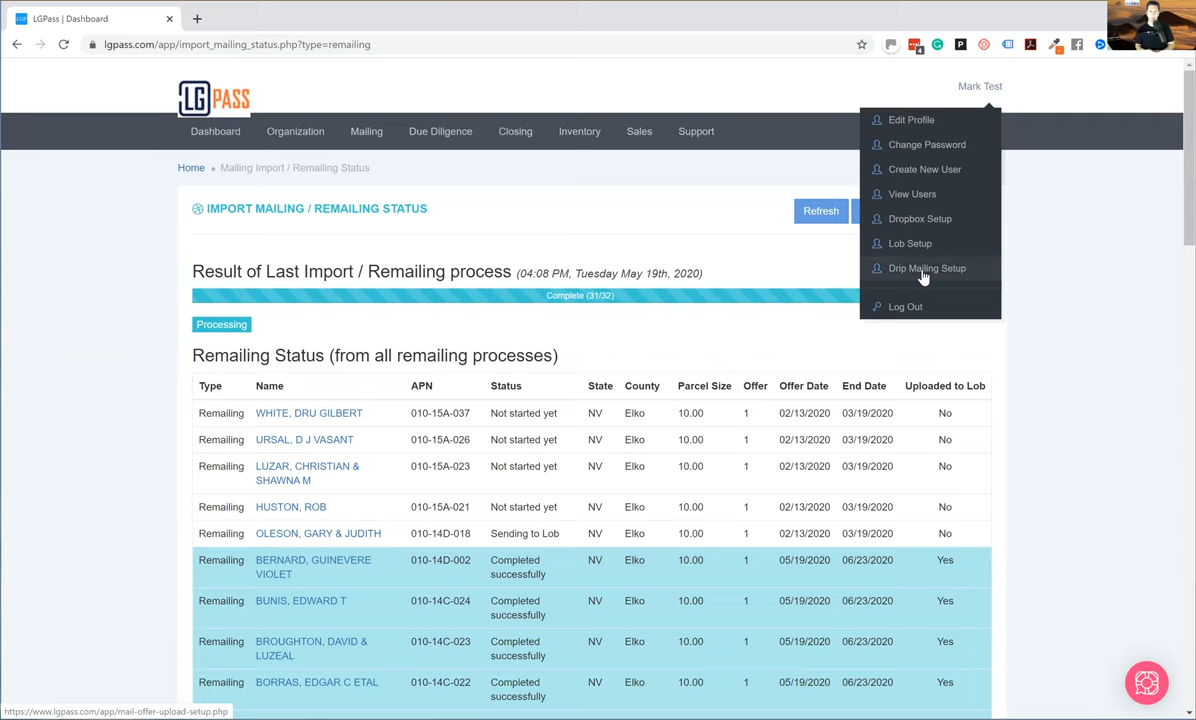 LGP LGPass | Dashboard
lgpass.com/app/import_mailing_status.php?type=remailing
4
P
LG PASS
Mark Test
Dashboard Organization Mailing Due Diligence Closing Inventory Sales Support
Edit Profile
Change Password
Create New User
View Users
Dropbox Setup
Lob Setup
Drip Mailing Setup
Log Out
Home Mailing Import / Remailing Status
IMPORT MAILING / REMAILING STATUS
Refresh
Result of Last Import / Remailing process (04:08 PM, Tuesday May 19th, 2020)
Complete (31/32)
Processing
Remailing Status (from all remailing processes)
Type Name APN Status State County Parcel Size Offer Offer Date End Date Uploaded to Lob
Remailing WHITE, DRU GILBERT 010-15A-037 Not started yet NV Elko 10.00 1 02/13/2020 03/19/2020 No
Remailing URSAL, D J VASANT 010-15A-026 Not started yet NV Elko 10.00 1 02/13/2020 03/19/2020 No
Remailing LUZAR, CHRISTIAN & 010-15A-023 Not started yet NV Elko 10.00 1 02/13/2020 03/19/2020 No
SHAWNA M
Remailing HUSTON, ROB 010-15A-021 Not started yet NV Elko 10.00 1 02/13/2020 03/19/2020 No
Remailing OLESON, GARY & JUDITH 010-14D-018 Sending to Lob NV Elko 10.00 1 02/13/2020 03/19/2020 No
Remailing BERNARD, GUINEVERE 010-14D-002 Completed NV Elko 10.00 1 05/19/2020 06/23/2020 Yes
VIOLET successfully
Remailing BUNIS, EDWARD T 010-14C-024 Completed NV Elko 10.00 1 05/19/2020 06/23/2020 Yes
successfully
Remailing BROUGHTON, DAVID & 010-14C-023 Completed NV Elko 10.00 1 05/19/2020 06/23/2020 Yes
LUZEAL successfully
Remailing BORRAS, EDGAR C ETAL 010-14C-022 Completed NV Elko 10.00 1 05/19/2020 06/23/2020 Yes
successfully
https://www.lgpass.com/app/mail-offer-upload-setup.php